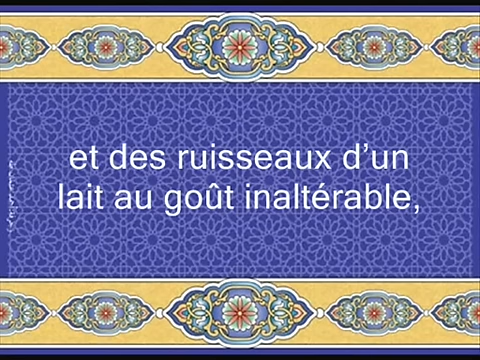 et des ruisseaux d’un
lait au goût inaltérable,